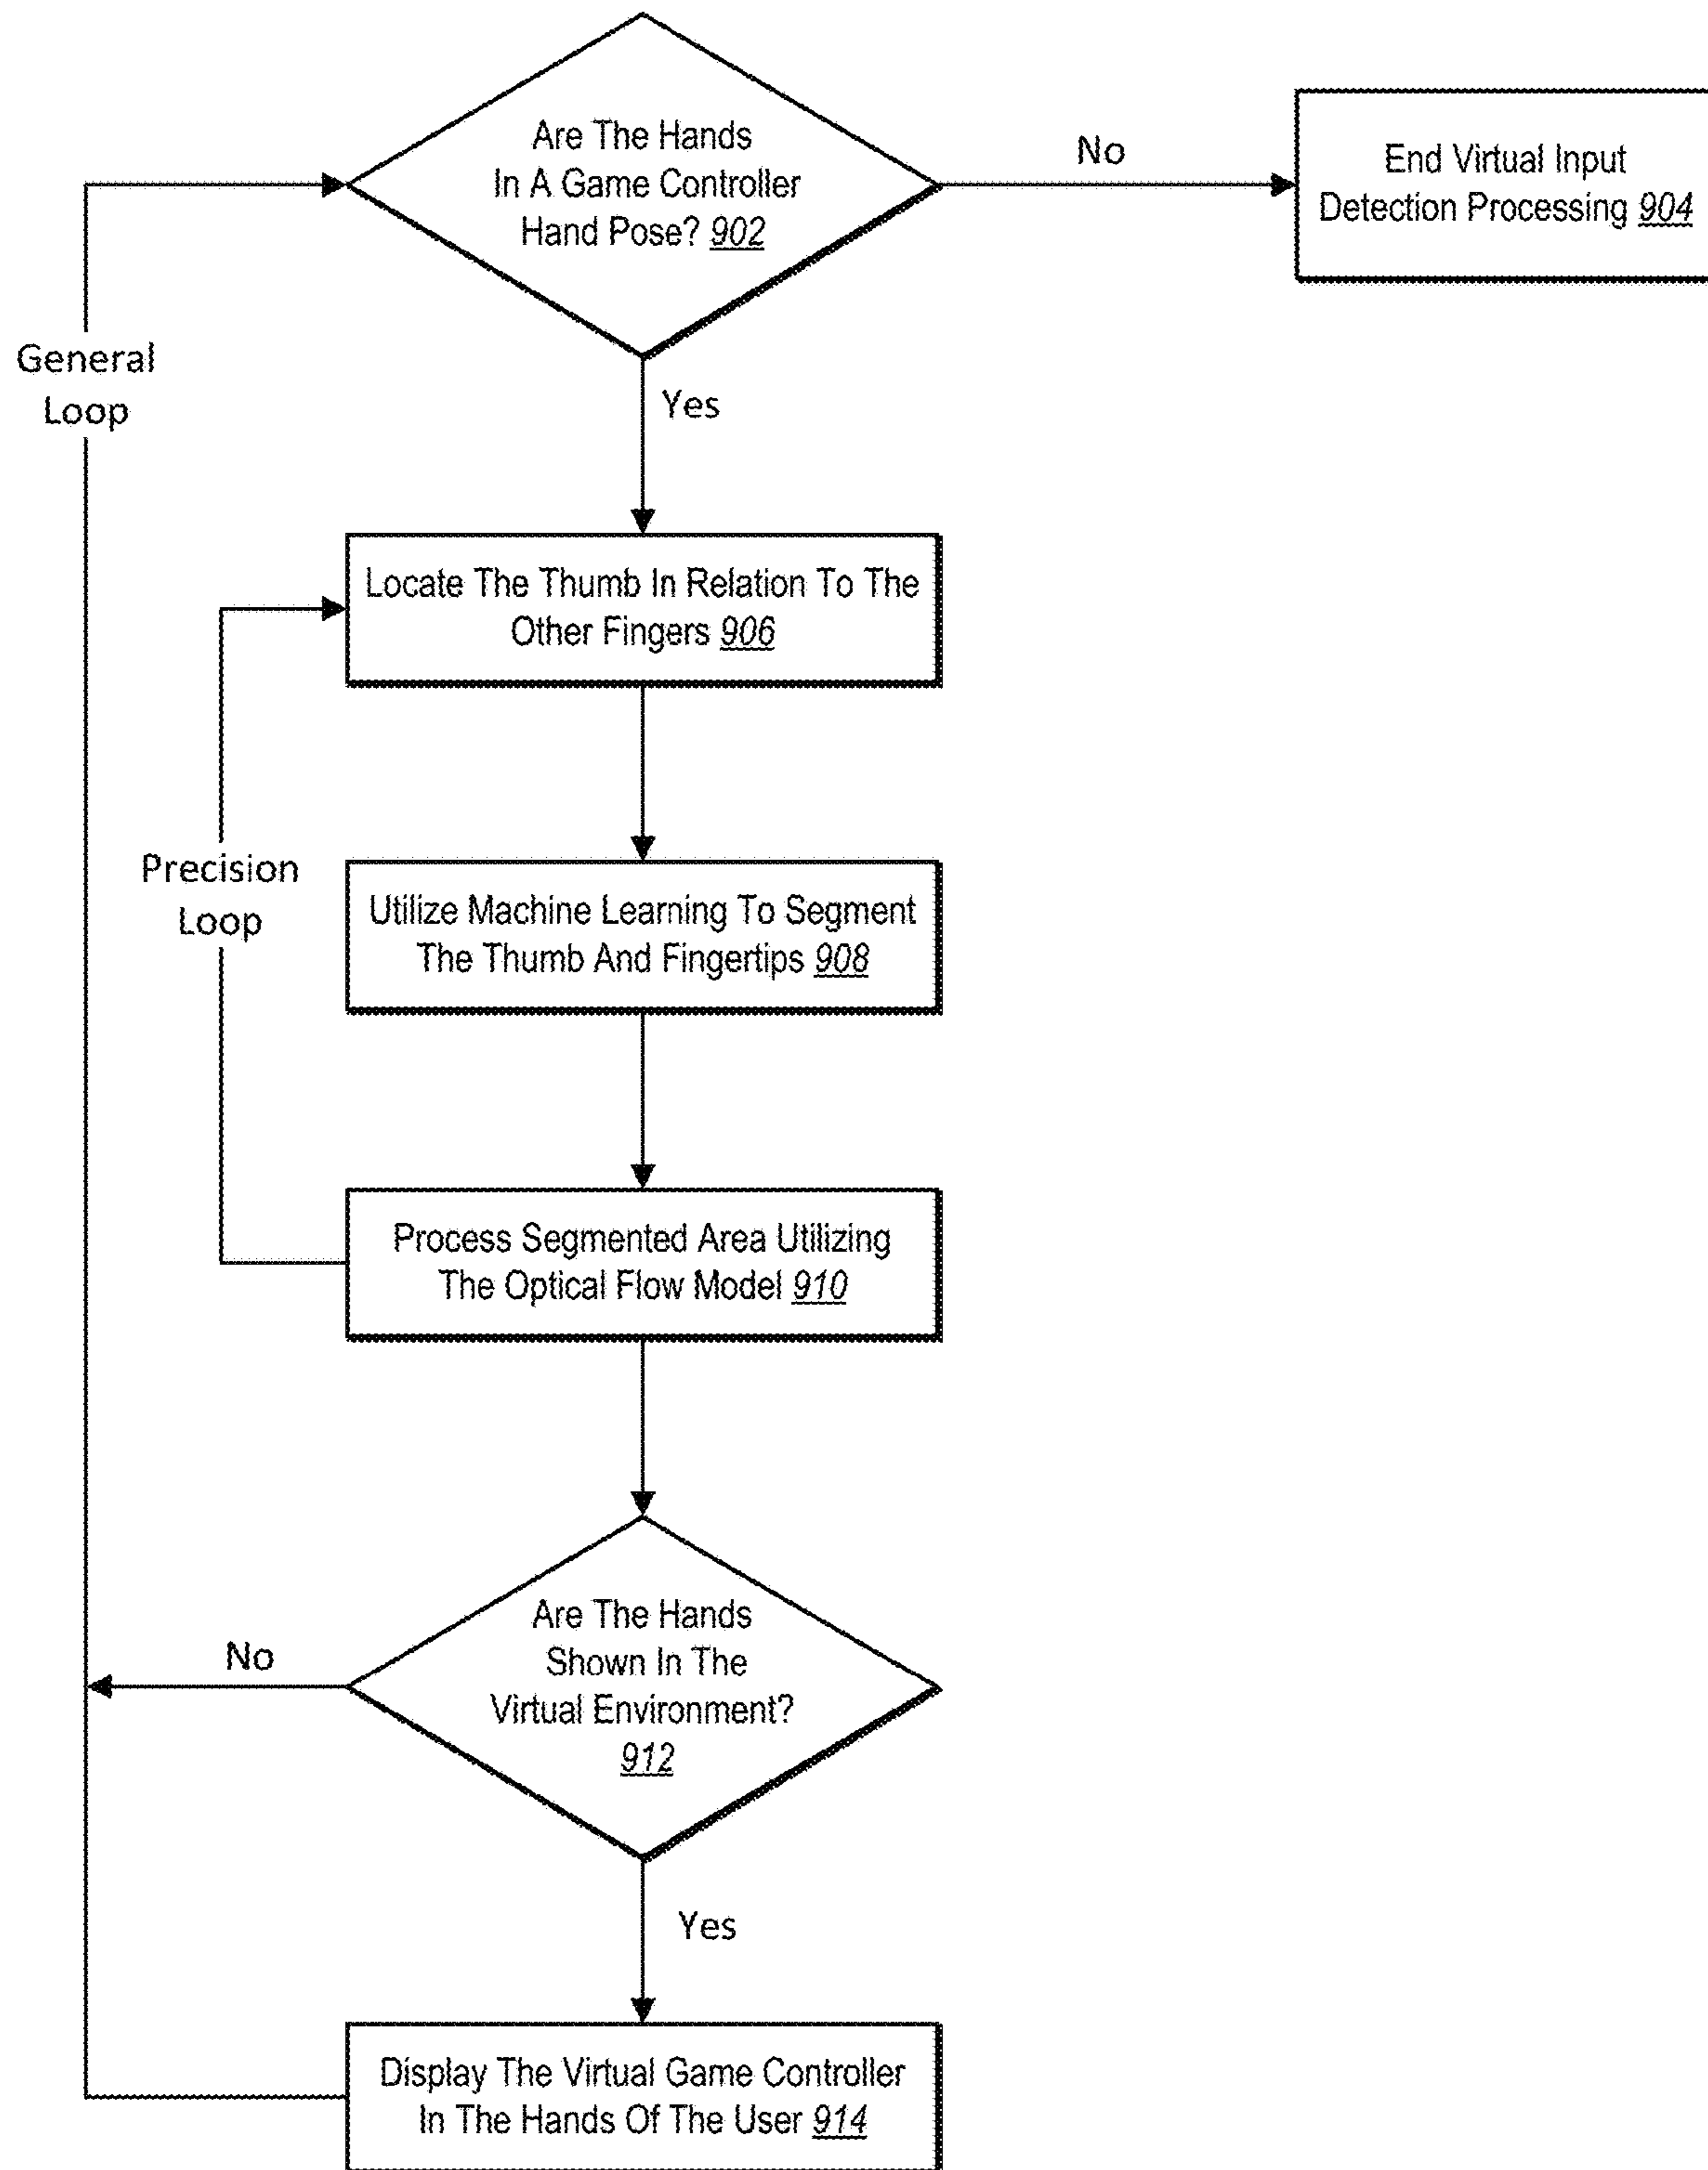 Are The Hands
In A Game Controller
Hand Pose? 902
No
End Virtual Input
Detection Processing 904
General
Loop
Yes
Locate The Thumb In Relation To The
Other Fingers 906
Precision
Loop
Utilize Machine Learning To Segment
The Thumb And Fingertips 908
Process Segmented Area Utilizing
The Optical Flow Model 910
Are The Hands
Shown In The
Virtual Environment?
912
No
Yes
Display The Virtual Game Controller
In The Hands Of The User 914